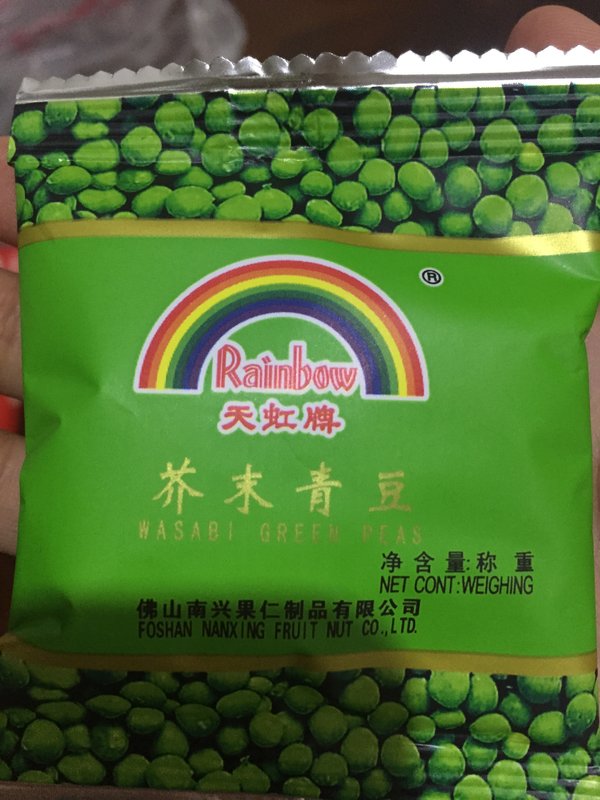 ®
Rainbow
天虹牌
芥末青豆
WASABI GREEN PEAS
净含量:称重
NET CONT:WEIGHING
佛山南兴果仁制品有限公司
FOSHAN NANXING FRUIT NUT CO.,LTD.